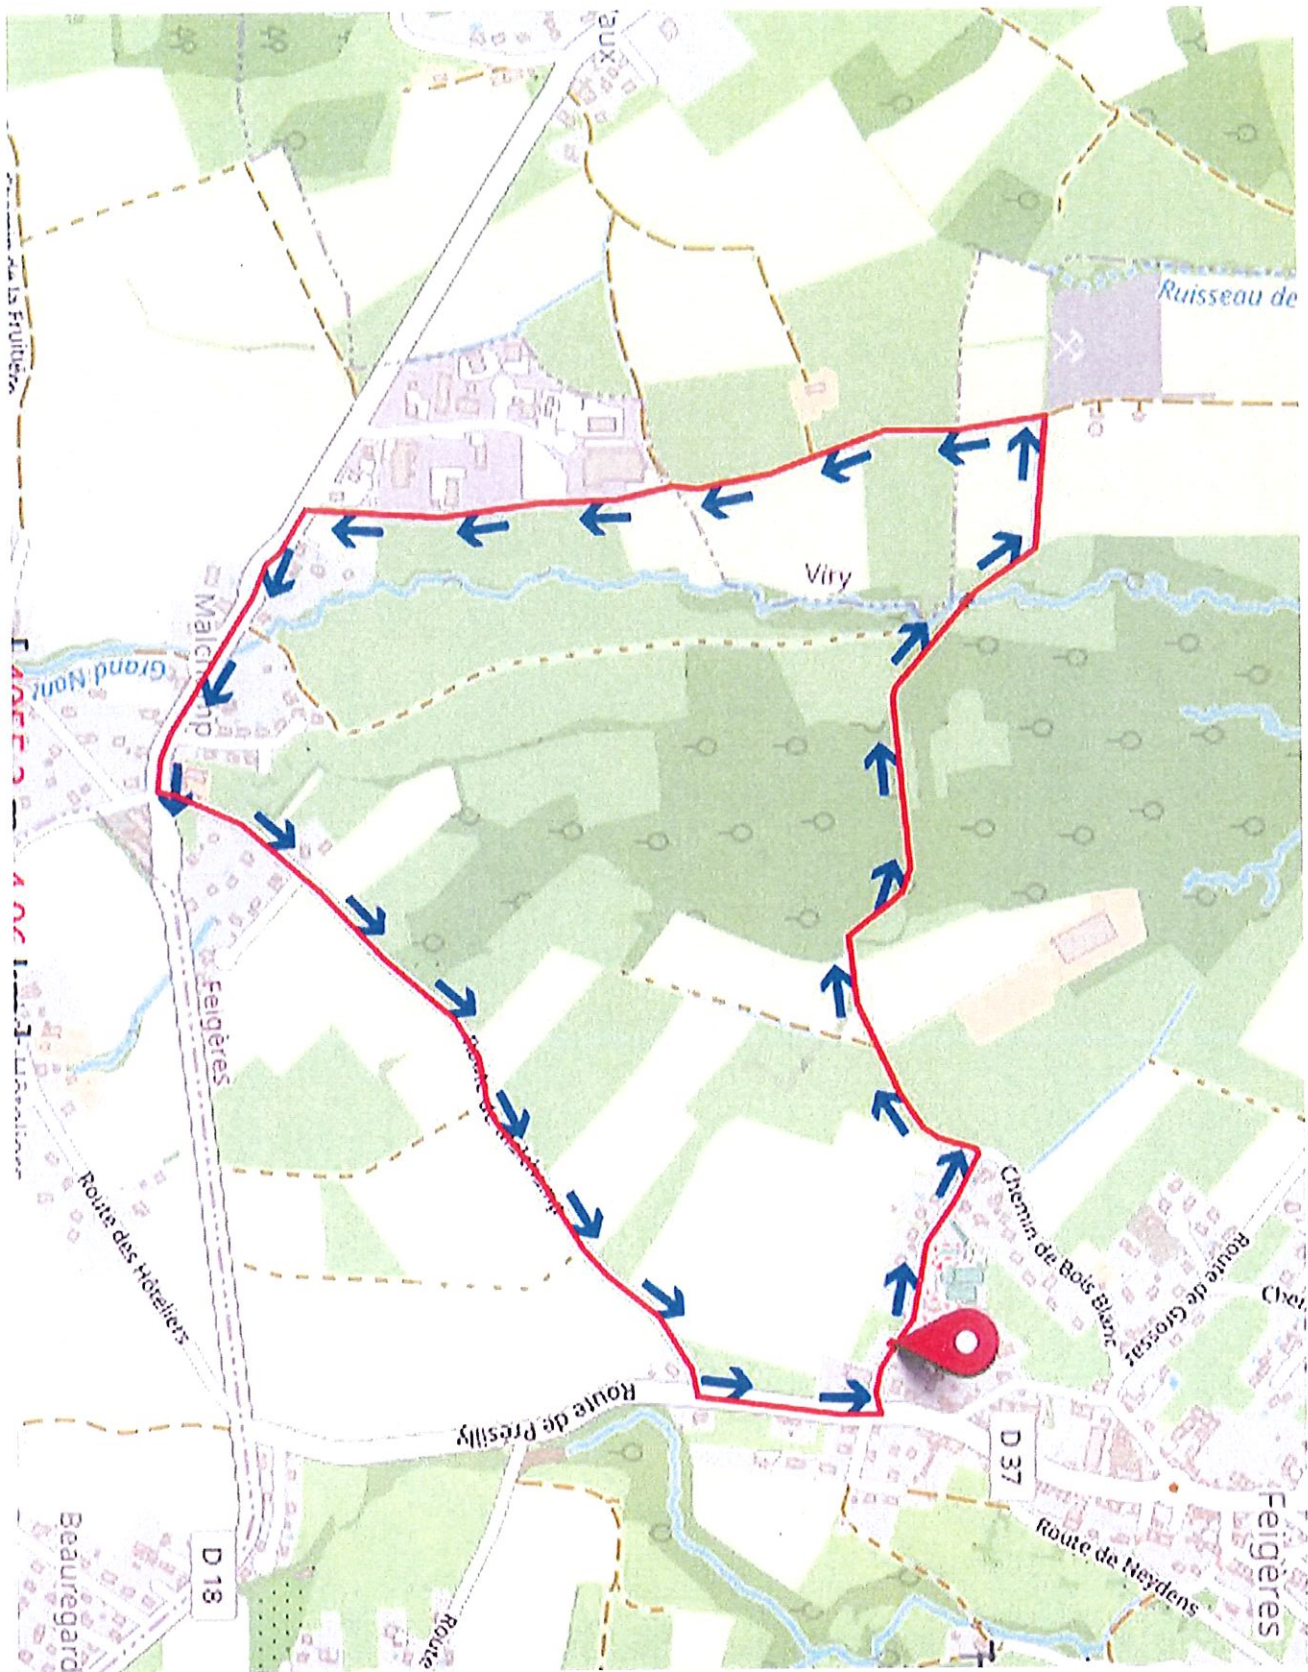 Ruisseau de
Viry
Grand Nant
Feigères
Route des Hôteliers
Chemin de Bois Blanc
Route de Grossaz
Route de Présilly
D 37
Route de Neydens
Feigères
D 18
Beauregard
Route